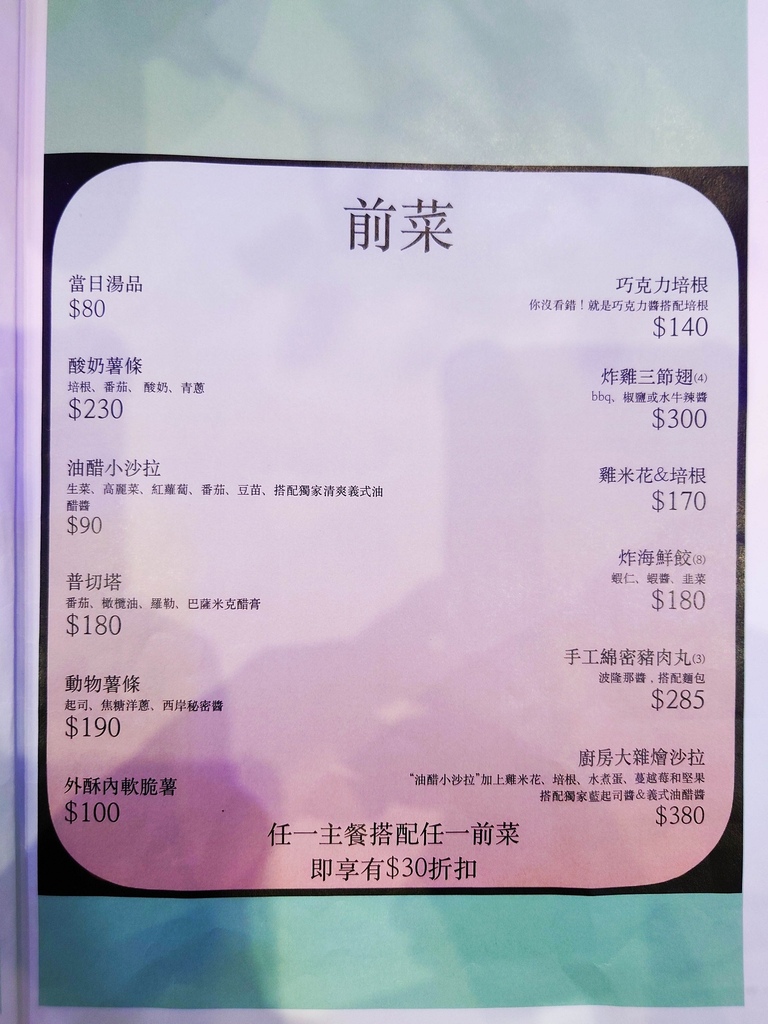 前菜
當日湯品
$80
酸奶薯條
培根、番茄、 酸奶、青蔥
$230
油醋小沙拉
生菜、高麗菜、紅蘿蔔、番茄、豆苗、搭配獨家清爽義式油
醋醬
$90
普切塔
番茄、橄欖油、羅勒、巴薩米克醋膏
$180
動物薯條
起司、焦糖洋蔥、西岸秘密醬
$190
外酥內軟脆薯
$100
巧克力培根
你沒看錯！就是巧克力醬搭配培根
$140
炸雞三節翅(4)
bbq、椒鹽或水牛辣醬
$300
雞米花&培根
$170
炸海鮮餃(8)
蝦仁、蝦醬、韭菜
$180
手工綿密豬肉丸(3)
波隆那醬，搭配麵包
$285
廚房大雜燴沙拉
“油醋小沙拉”加上雞米花、培根、水煮蛋、蔓越莓和堅果
搭配獨家藍起司醬&義式油醋醬
$380
任一主餐搭配任一前菜
即享有$30折扣